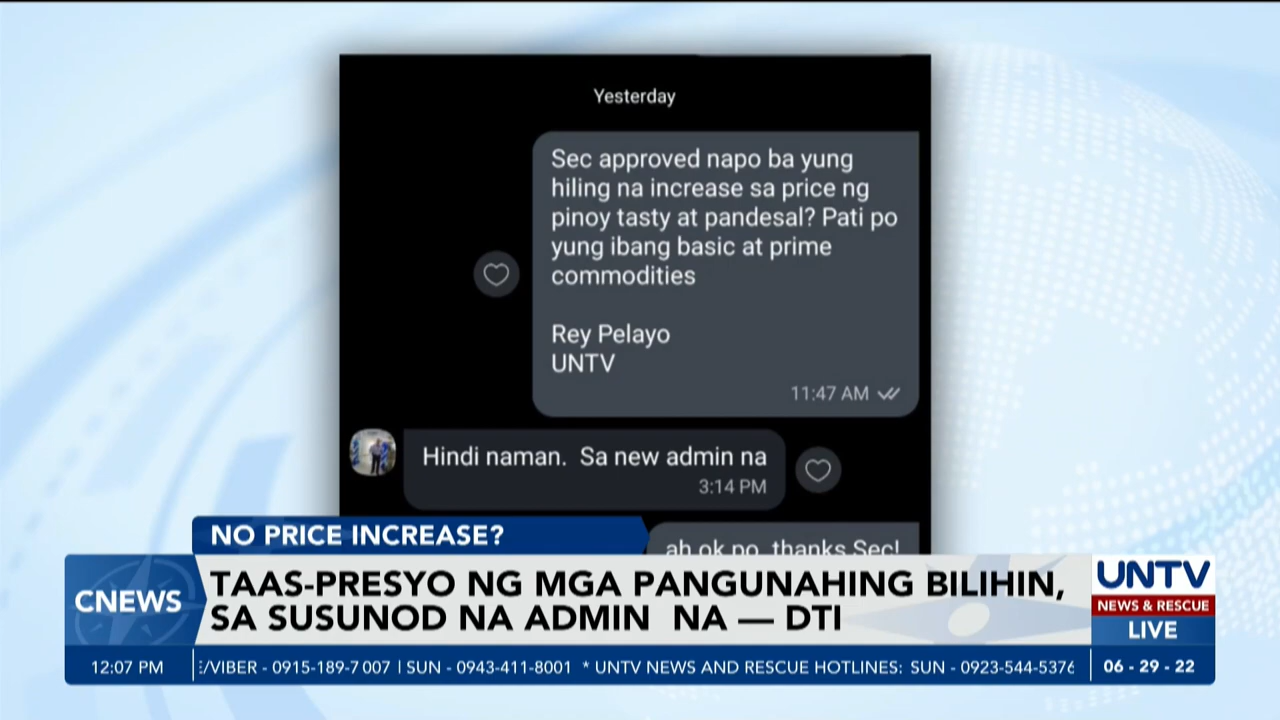 Yesterday
Sec approved napo ba yung
hiling na increase sa price ng
pinoy tasty at pandesal? Pati po
yung ibang basic at prime
commodities
Rey Pelayo
UNTV
11:47 AM
Hindi naman. Sa new admin na
3:14 PM
ah ok po thanks Sec!
NO PRICE INCREASE?
CNEWS
TAAS-PRESYO NG MGA PANGUNAHING BILIHIN,
SA SUSUNOD NA ADMIN NA — DTI
UNTV
NEWS & RESCUE
LIVE
12:07 PM
E/VIBER - 0915-189-7007 | SUN - 0943-411-8001 * UNTV NEWS AND RESCUE HOTLINES: SUN - 0923-544-5376
06 - 29 - 22